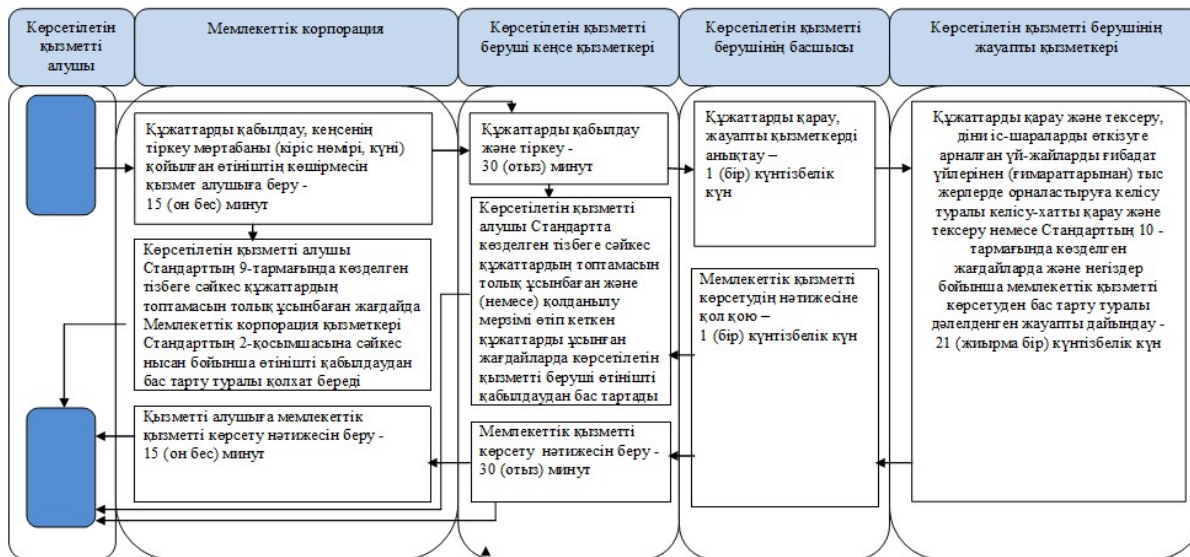 Көрсетілетін
қызметті
алушы
Мемлекеттік корпорация
Көрсетілетін қызметті
беруші кеңсе қызметкері
Көрсетілетін қызметті
берушінің басшысы
Көрсетілетін қызметті берушінің
жауапты қызметкері
Құжаттарды қабылдау, кеңсенің
тіркеу мөртабаны (кіріс нөмірі, күні)
қойылған өтініштің көшірмесін
қызмет алушыға беру -
15 (он бес) минут
Көрсетілетін қызметті алушы
Стандарттың 9-тармағында көзделген
тізбеге сәйкес құжаттардың
топтамасын толық ұсынбаған жағдайда
Мемлекеттік корпорация қызметкері
Стандарттың 2-қосымшасына сәйкес
нысан бойынша өтінішті қабылдаудан
бас тарту туралы қолхат береді
Қызметті алушыға мемлекеттік
қызметті көрсету нәтижесін беру -
15 (он бес) минут
Құжаттарды қабылдау
және тіркеу -
30 (отыз) минут
Көрсетілетін қызметті
алушы Стандартта
көзделген тізбеге сәйкес
құжаттардың топтамасын
толық ұсынбаған және
(немесе) қолданылу
мерзімі өтіп кеткен
құжаттарды ұсынған
жағдайларда көрсетілетін
қызметті беруші өтінішті
қабылдаудан бас тартады
Мемлекеттік қызметті
көрсету нәтижесін беру -
30 (отыз) минут
Құжаттарды қарау,
жауапты қызметкерді
анықтау –
1 (бір) күнтізбелік
күн
Мемлекеттік қызметті
көрсетудің нәтижесіне
қол қою –
1 (бір) күнтізбелік күн
Құжаттарды қарау және тексеру,
діни іс-шараларды өткізуге
арналған үй-жайларды ғибадат
үйлерінен (ғимараттарынан) тыс
жерлерде орналастыруға келісу
туралы келісу-хатты қарау және
тексеру немесе Стандарттың 10 -
тармағында көзделген
жағдайларда және негіздер
бойынша мемлекеттік қызметті
көрсетуден бас тарту туралы
дәлелденген жауапты дайындау -
21 (жиырма бір) күнтізбелік күн